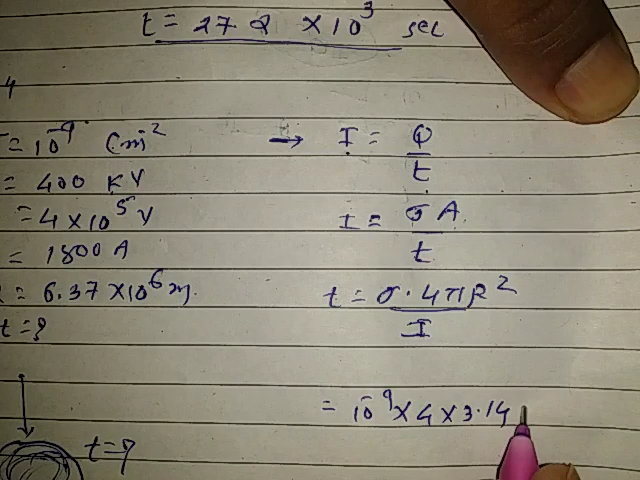 t = 27.2 × 10³ sec
4
= 10⁻⁹ Cm⁻² → I = Q/t
= 400 KV
= 4×10⁵ V I = σA/t
= 1800 A
= 6.37 ×10⁶ m. t = σ.4πR²/I
t = ?
= 10⁻⁹ × 4 × 3.14
t = ?